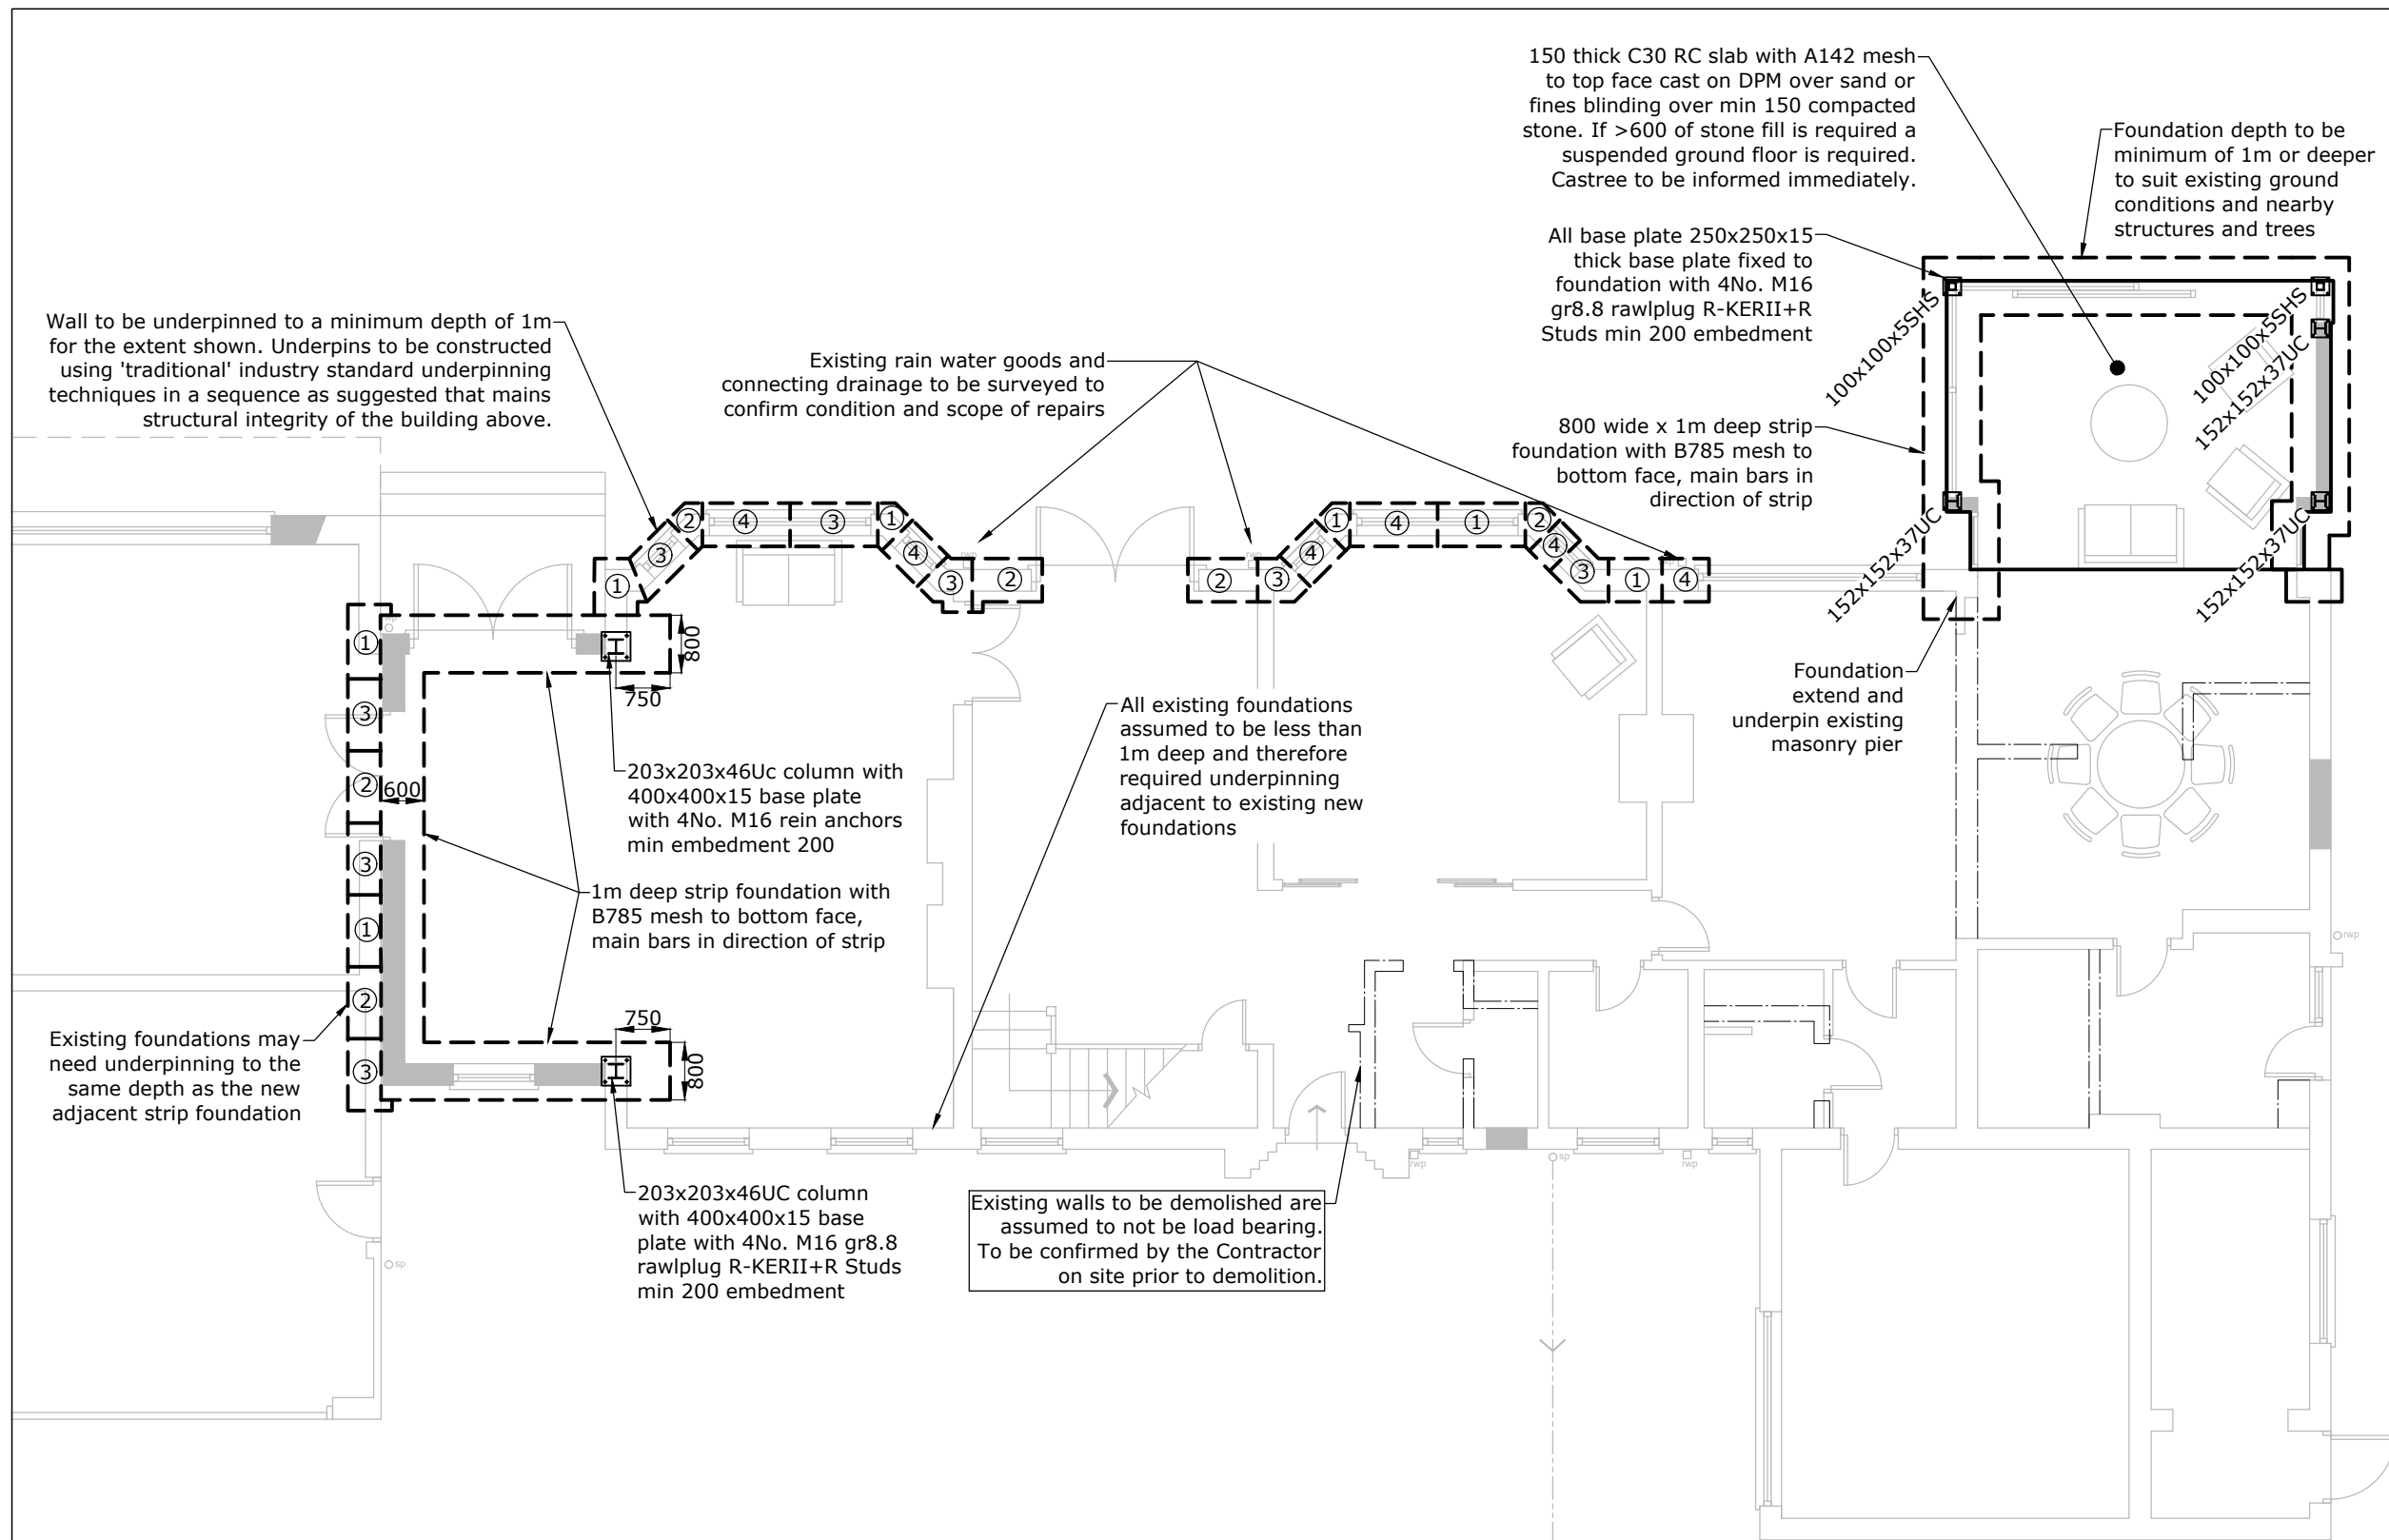 150 thick C30 RC slab with A142 mesh
to top face cast on DPM over sand or
fines blinding over min 150 compacted
stone. If >600 of stone fill is required a
suspended ground floor is required.
Castree to be informed immediately.
Foundation depth to be
minimum of 1m or deeper
to suit existing ground
conditions and nearby
structures and trees
All base plate 250x250x15
thick base plate fixed to
foundation with 4No. M16
gr8.8 rawlplug R-KERII+R
Studs min 200 embedment
Wall to be underpinned to a minimum depth of 1m
for the extent shown. Underpins to be constructed
using 'traditional' industry standard underpinning
techniques in a sequence as suggested that mains
structural integrity of the building above.
Existing rain water goods and
connecting drainage to be surveyed to
confirm condition and scope of repairs
800 wide x 1m deep strip
foundation with B785 mesh to
bottom face, main bars in
direction of strip
100x100x5SHS
100x100x5SHS
152x152x37UC
152x152x37UC
152x152x37UC
1
3
2
4
3
1
4
3
2
2
3
4
1
4
1
2
4
3
1
4
rwp
rwp
rwp
rwp
1
3
2
3
1
2
3
800
750
600
750
800
203x203x46Uc column with
400x400x15 base plate
with 4No. M16 rein anchors
min embedment 200
1m deep strip foundation with
B785 mesh to bottom face,
main bars in direction of strip
All existing foundations
assumed to be less than
1m deep and therefore
required underpinning
adjacent to existing new
foundations
Foundation
extend and
underpin existing
masonry pier
rwp
Existing foundations may
need underpinning to the
same depth as the new
adjacent strip foundation
203x203x46UC column
with 400x400x15 base
plate with 4No. M16 gr8.8
rawlplug R-KERII+R Studs
min 200 embedment
Existing walls to be demolished are
assumed to not be load bearing.
To be confirmed by the Contractor
on site prior to demolition.
rwp
sp
rwp
sp